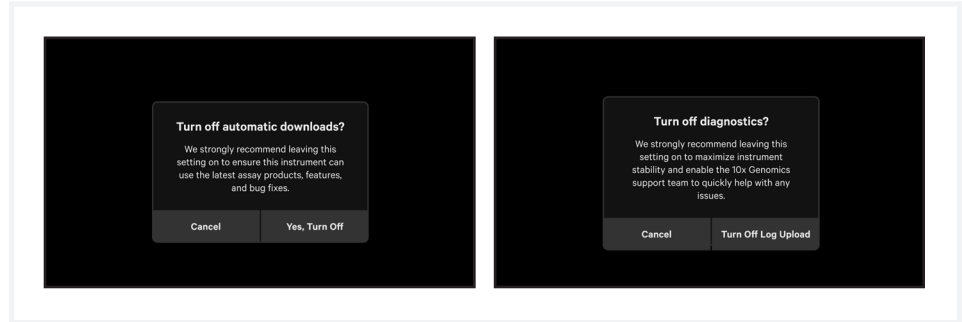 Turn off automatic downloads?
We strongly recommend leaving this
setting on to ensure this instrument can
use the latest assay products, features,
and bug fixes.
Cancel
Yes, Turn Off
Turn off diagnostics?
We strongly recommend leaving this
setting on to maximize instrument
stability and enable the 10x Genomics
support team to quickly help with any
issues.
Cancel
Turn Off Log Upload